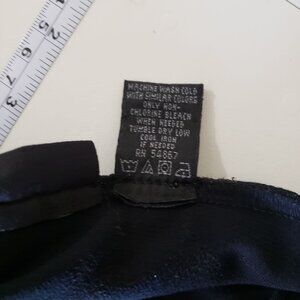 MACHINE WASH COLD
WITH SIMILAR COLORS
ONLY NON-
CHLORINE BLEACH
WHEN NEEDED
TUMBLE DRY LOW
COOL IRON
IF NEEDED
RN 54867